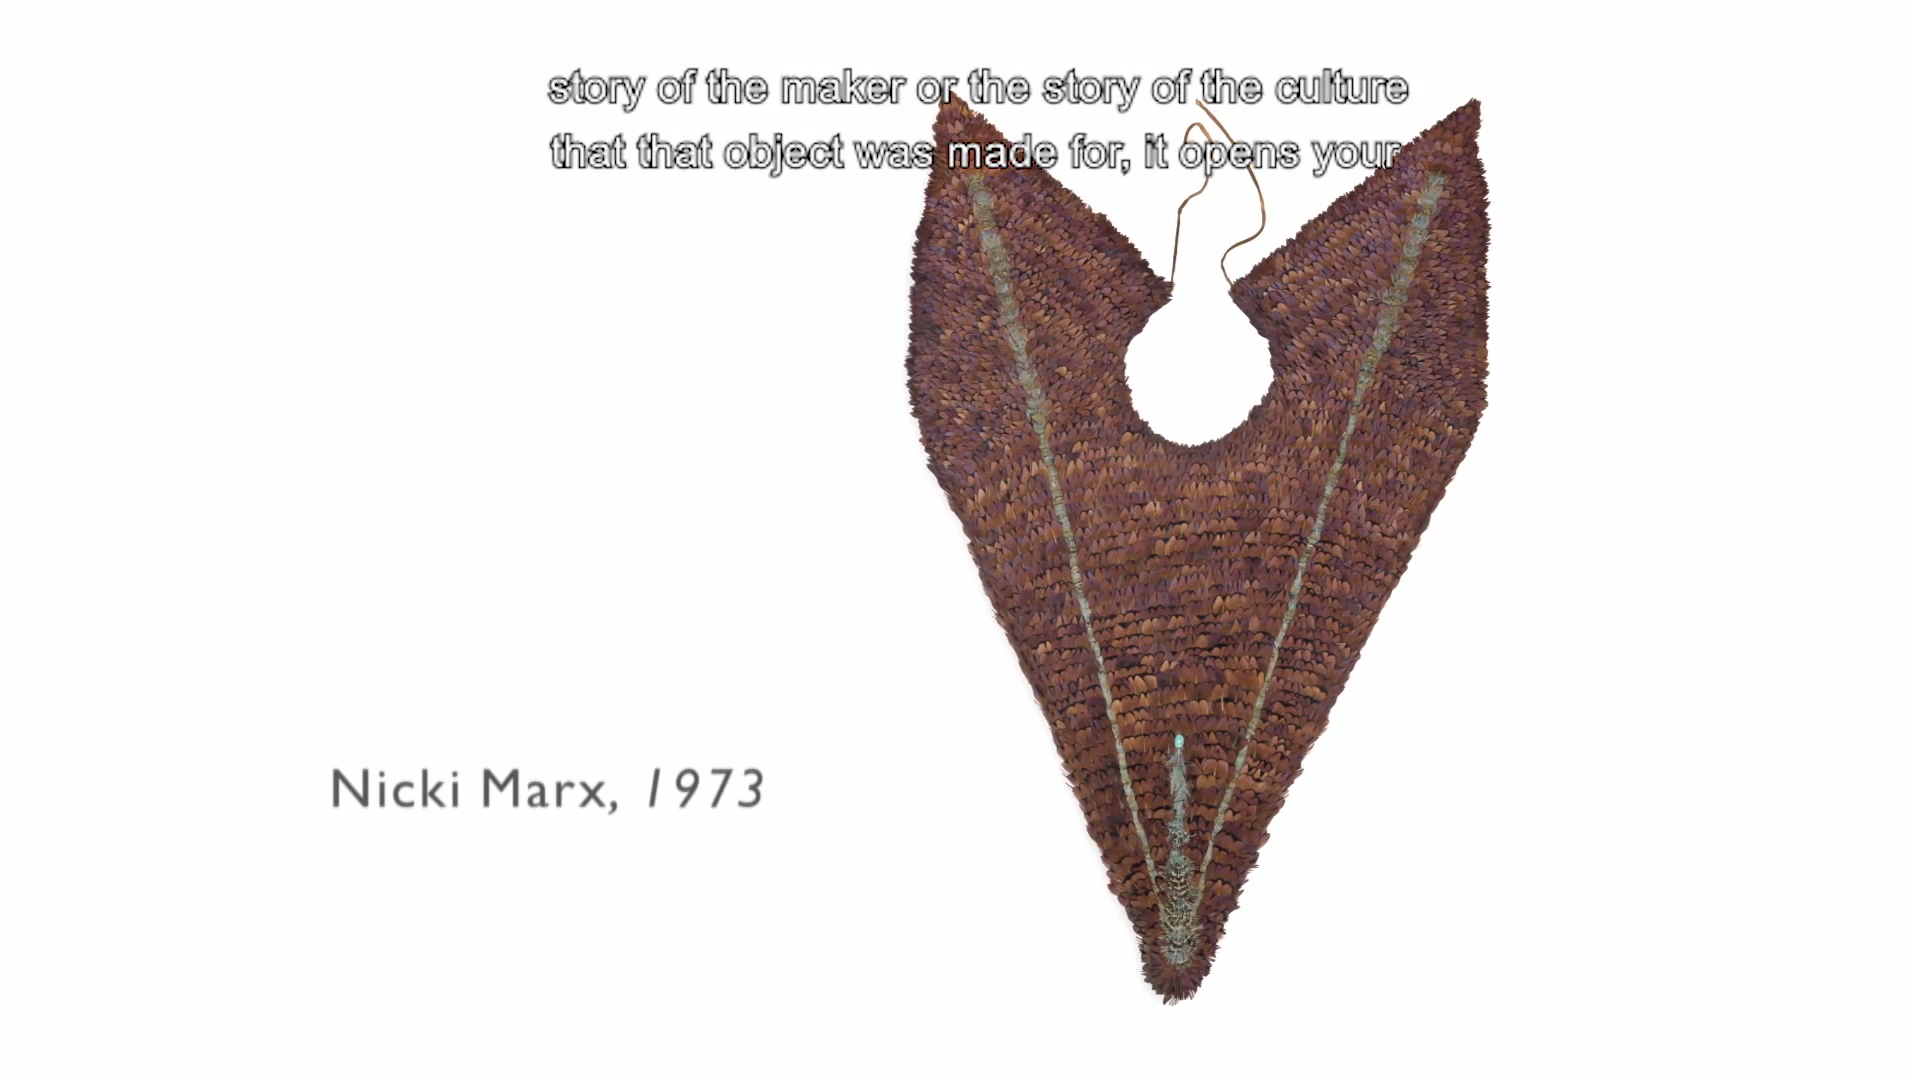 story of the maker or the story of the culture
that that object was made for, it opens your
Nicki Marx, 1973